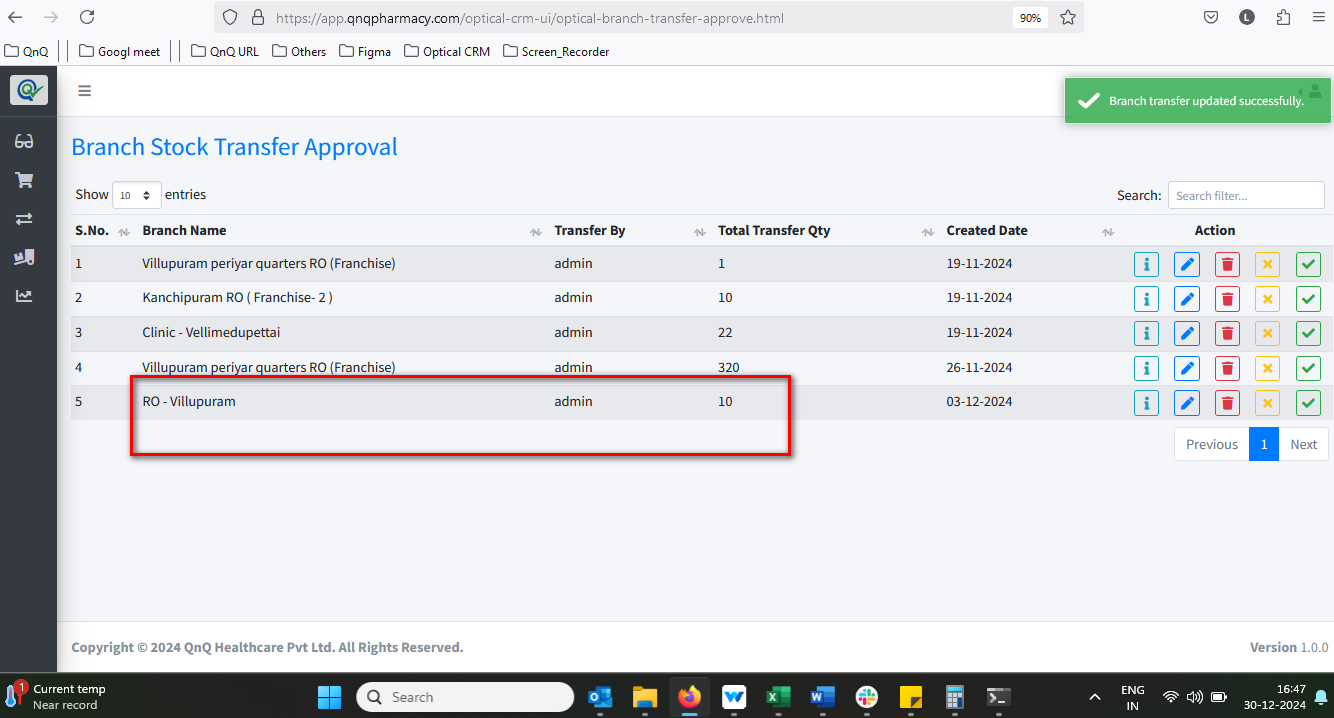 https://app.qnqpharmacy.com/optical-crm-ui/optical-branch-transfer-approve.html
90%
L
QnQ
Googl meet
QnQ URL
Others
Figma
Optical CRM
Screen_Recorder
Branch transfer updated successfully.
Branch Stock Transfer Approval
Show 10 entries
Search: Search filter...
S.No. Branch Name Transfer By Total Transfer Qty Created Date Action
1 Villupuram periyar quarters RO (Franchise) admin 1 19-11-2024
2 Kanchipuram RO ( Franchise- 2 ) admin 10 19-11-2024
3 Clinic - Vellimedupettai admin 22 19-11-2024
4 Villupuram periyar quarters RO (Franchise) admin 320 26-11-2024
5 RO - Villupuram admin 10 03-12-2024
Previous 1 Next
Copyright © 2024 QnQ Healthcare Pvt Ltd. All Rights Reserved.
Version 1.0.0
1
Current temp
Near record
Search
ENG
IN
16:47
30-12-2024